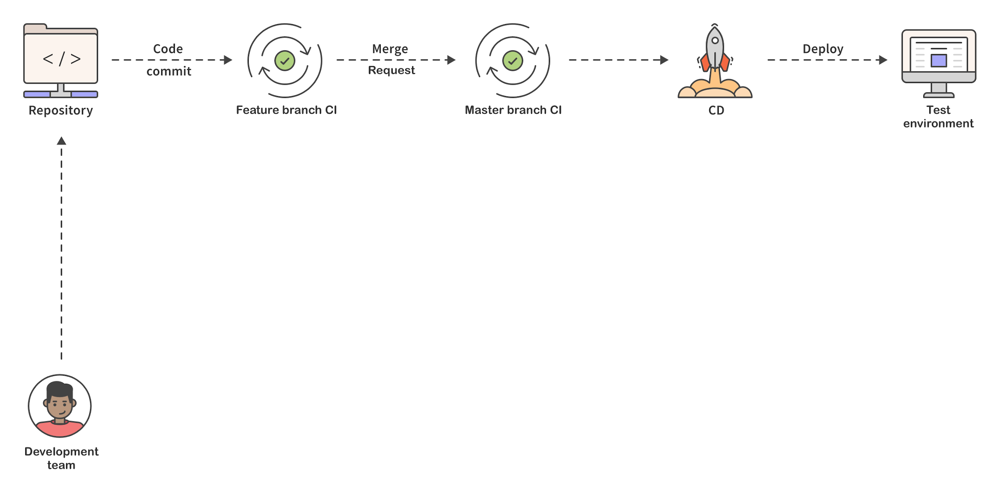 </>
Code
commit
Merge
Request
Deploy
Repository
Feature branch CI
Master branch CI
CD
Test
environment
Development
team